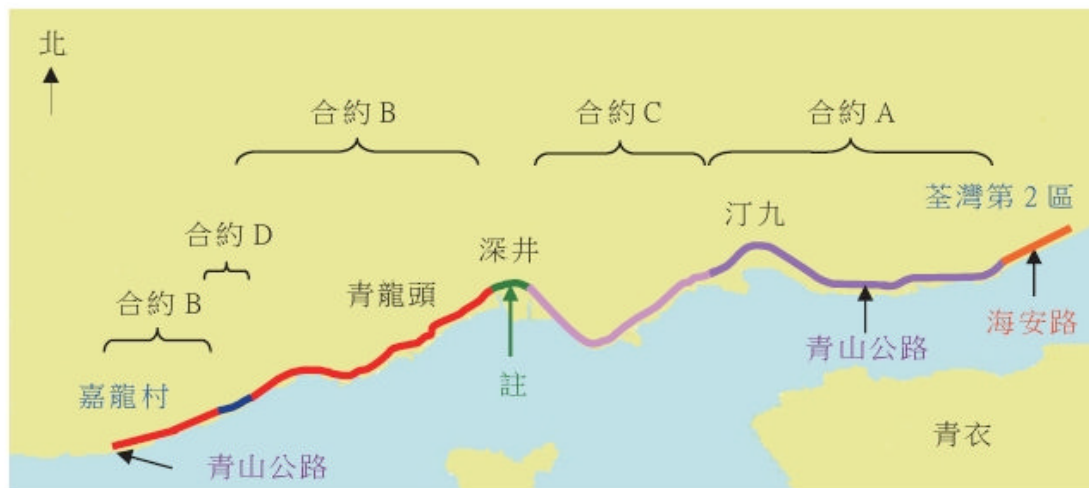 北
合約 B
合約 C
合約 A
荃灣第 2 區
汀九
合約 D
深井
青龍頭
合約 B
海安路
青山公路
註
嘉龍村
青衣
青山公路